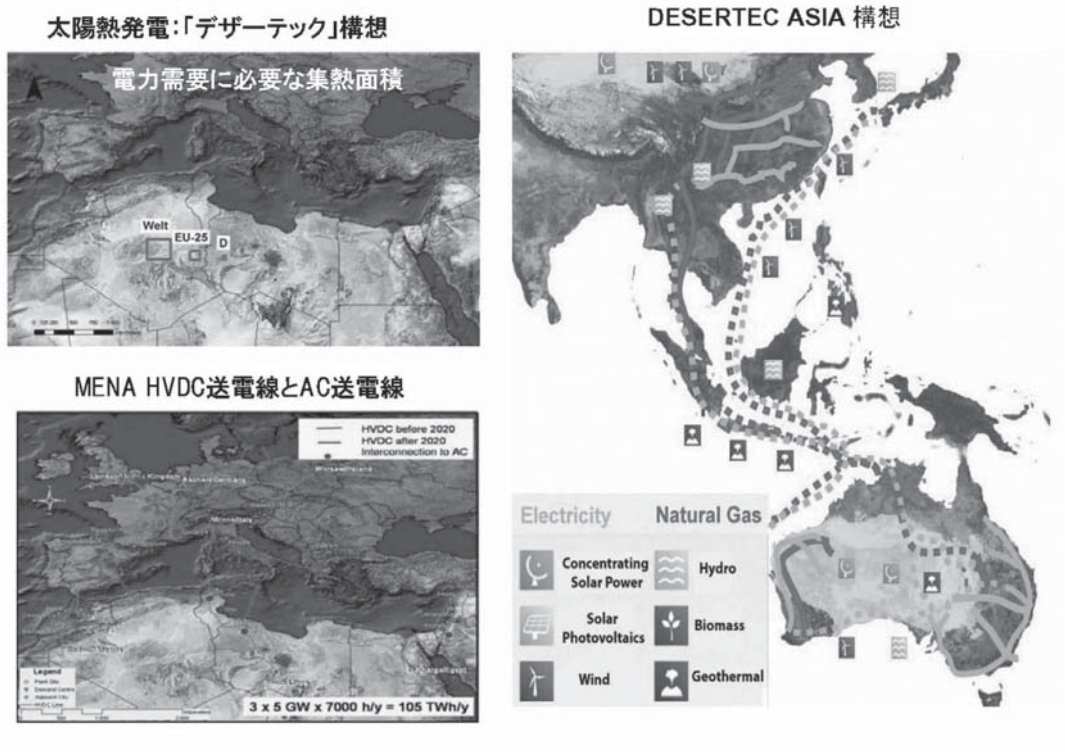 太陽熱発電:「デザーテック」構想
電力需要に必要な集熱面積
Welt
EU-25
D
MENA HVDC送電線とAC送電線
HVDC before 2020
HVDC after 2020
Interconnection to AC
Legend
HVDC Line
3 x 5 GW x 7000 h/y = 105 TWh/y
DESERTEC ASIA 構想
Electricity
Natural Gas
Concentrating
Solar Power
Hydro
Solar
Photovoltaics
Biomass
Wind
Geothermal